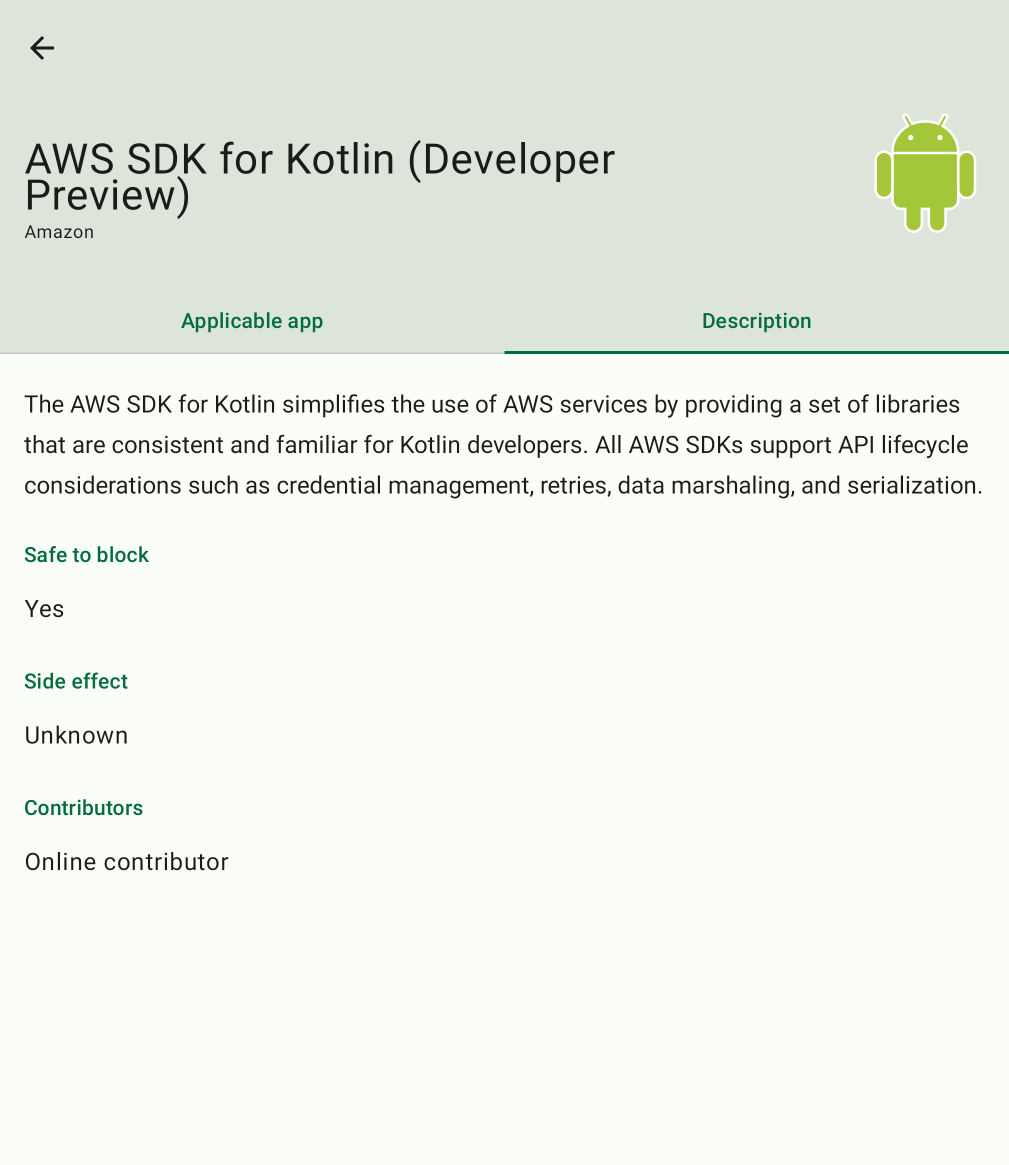 AWS SDK for Kotlin (Developer
Preview)
Amazon
Applicable app
Description
The AWS SDK for Kotlin simplifies the use of AWS services by providing a set of libraries
that are consistent and familiar for Kotlin developers. All AWS SDKs support API lifecycle
considerations such as credential management, retries, data marshaling, and serialization.
Safe to block
Yes
Side effect
Unknown
Contributors
Online contributor